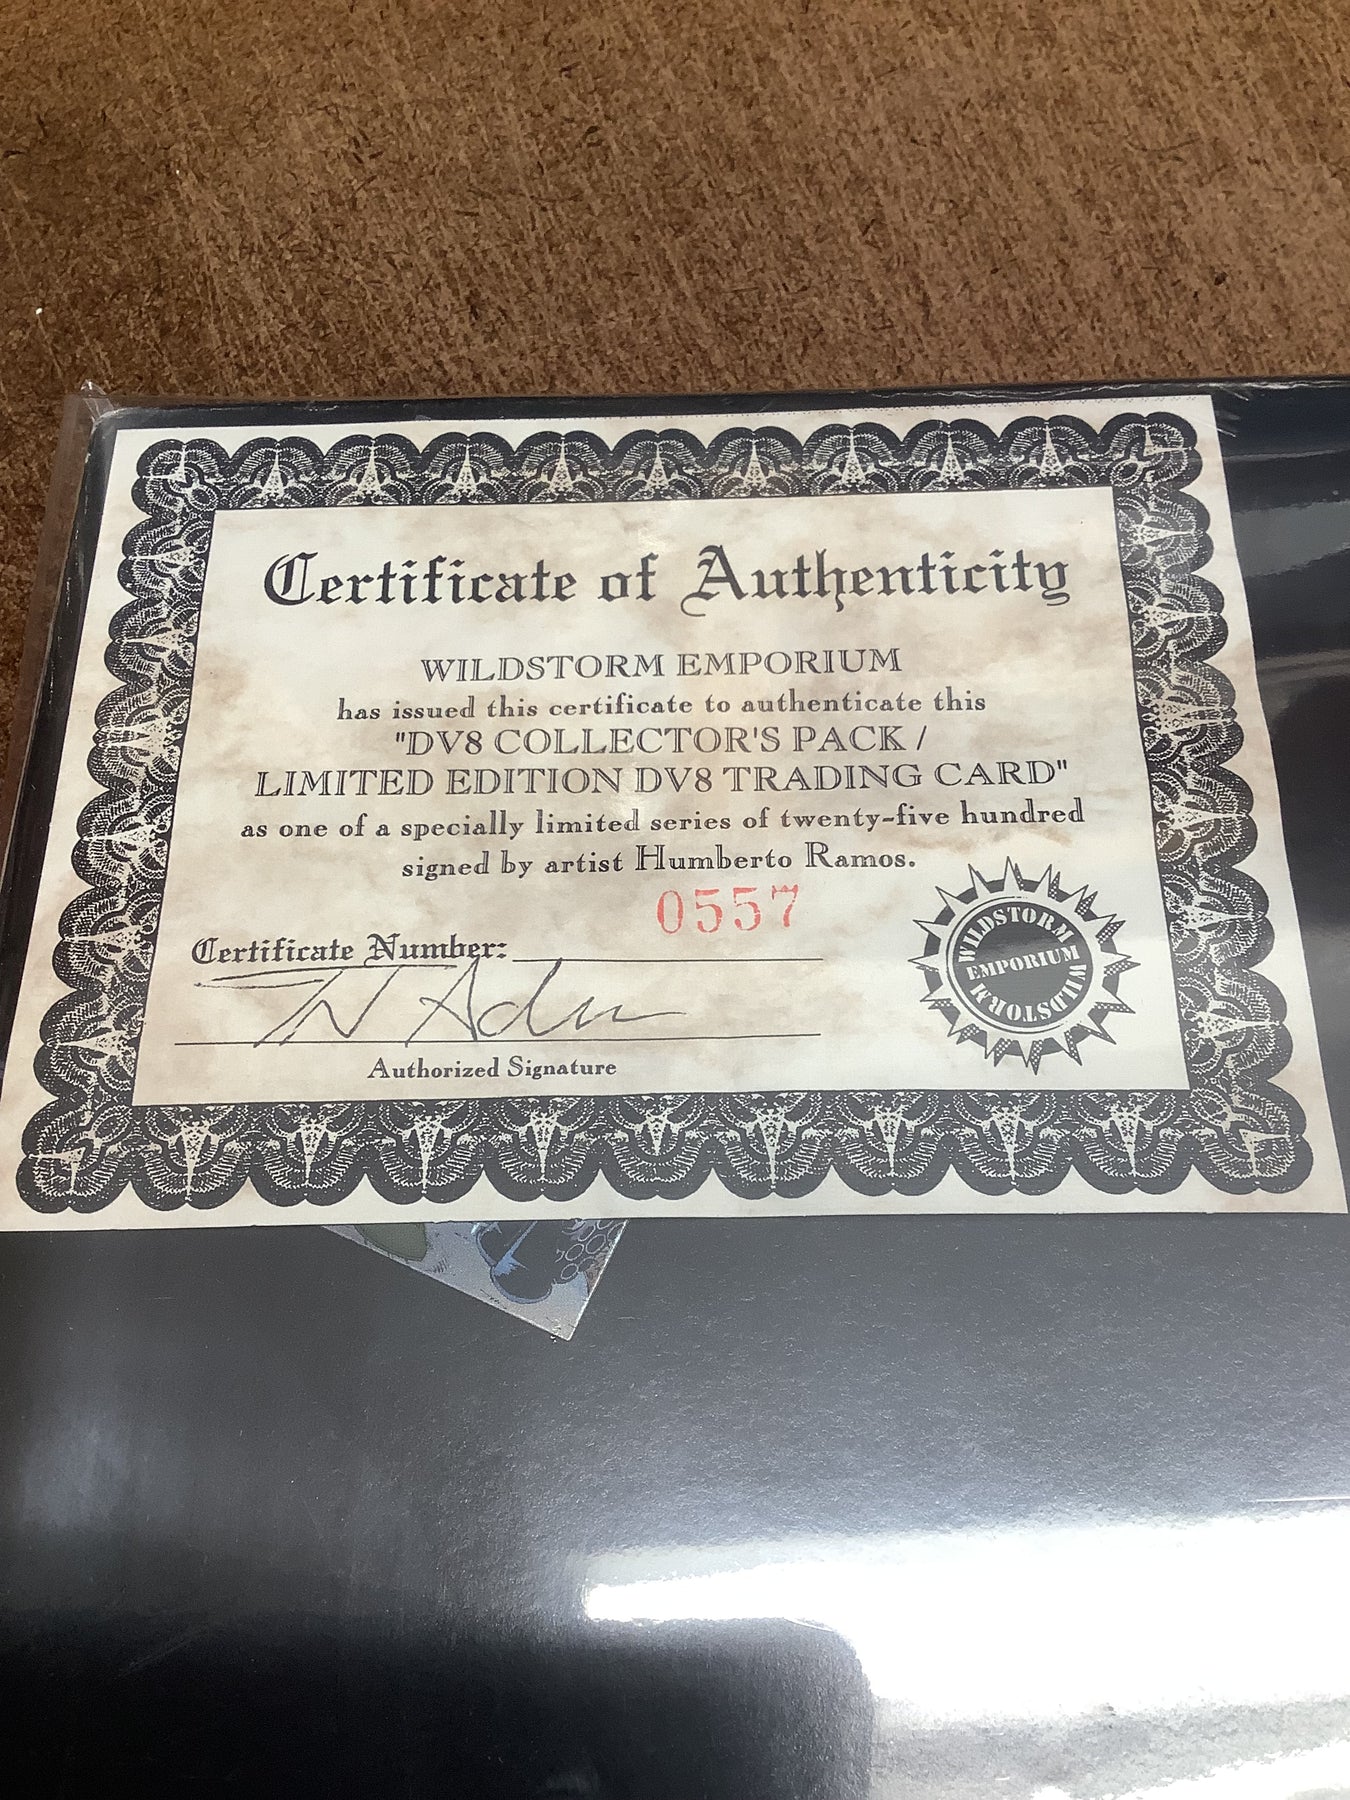 Certificate of Authenticity
WILDSTORM EMPORIUM
has issued this certificate to authenticate this
"DV8 COLLECTOR'S PACK /
LIMITED EDITION DV8 TRADING CARD"
as one of a specially limited series of twenty-five hundred
signed by artist Humberto Ramos.
0557
Certificate Number:
Authorized Signature
WILDSTORM
EMPORIUM
WILDSTORM